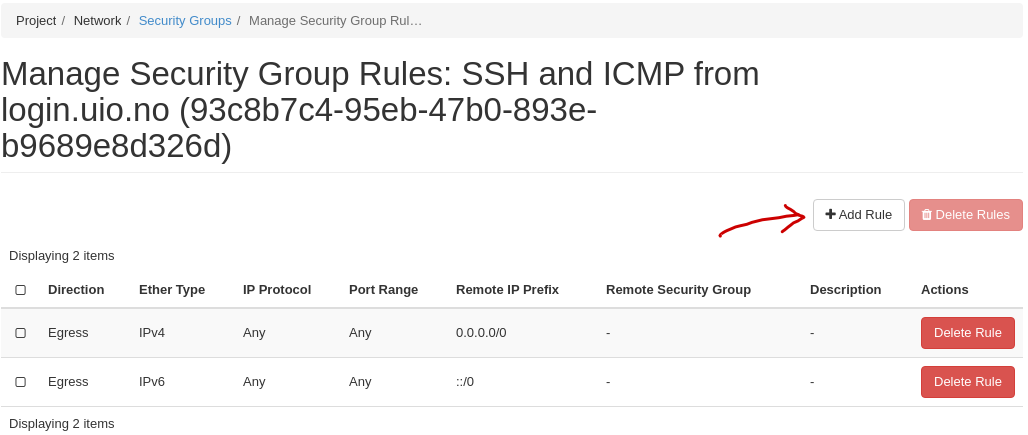 Project / Network / Security Groups / Manage Security Group Rul…
Manage Security Group Rules: SSH and ICMP from
login.uio.no (93c8b7c4-95eb-47b0-893e-
b9689e8d326d)
Add Rule Delete Rules
Displaying 2 items
Direction Ether Type IP Protocol Port Range Remote IP Prefix Remote Security Group Description Actions
Egress IPv4 Any Any 0.0.0.0/0 - - Delete Rule
Egress IPv6 Any Any ::/0 - - Delete Rule
Displaying 2 items